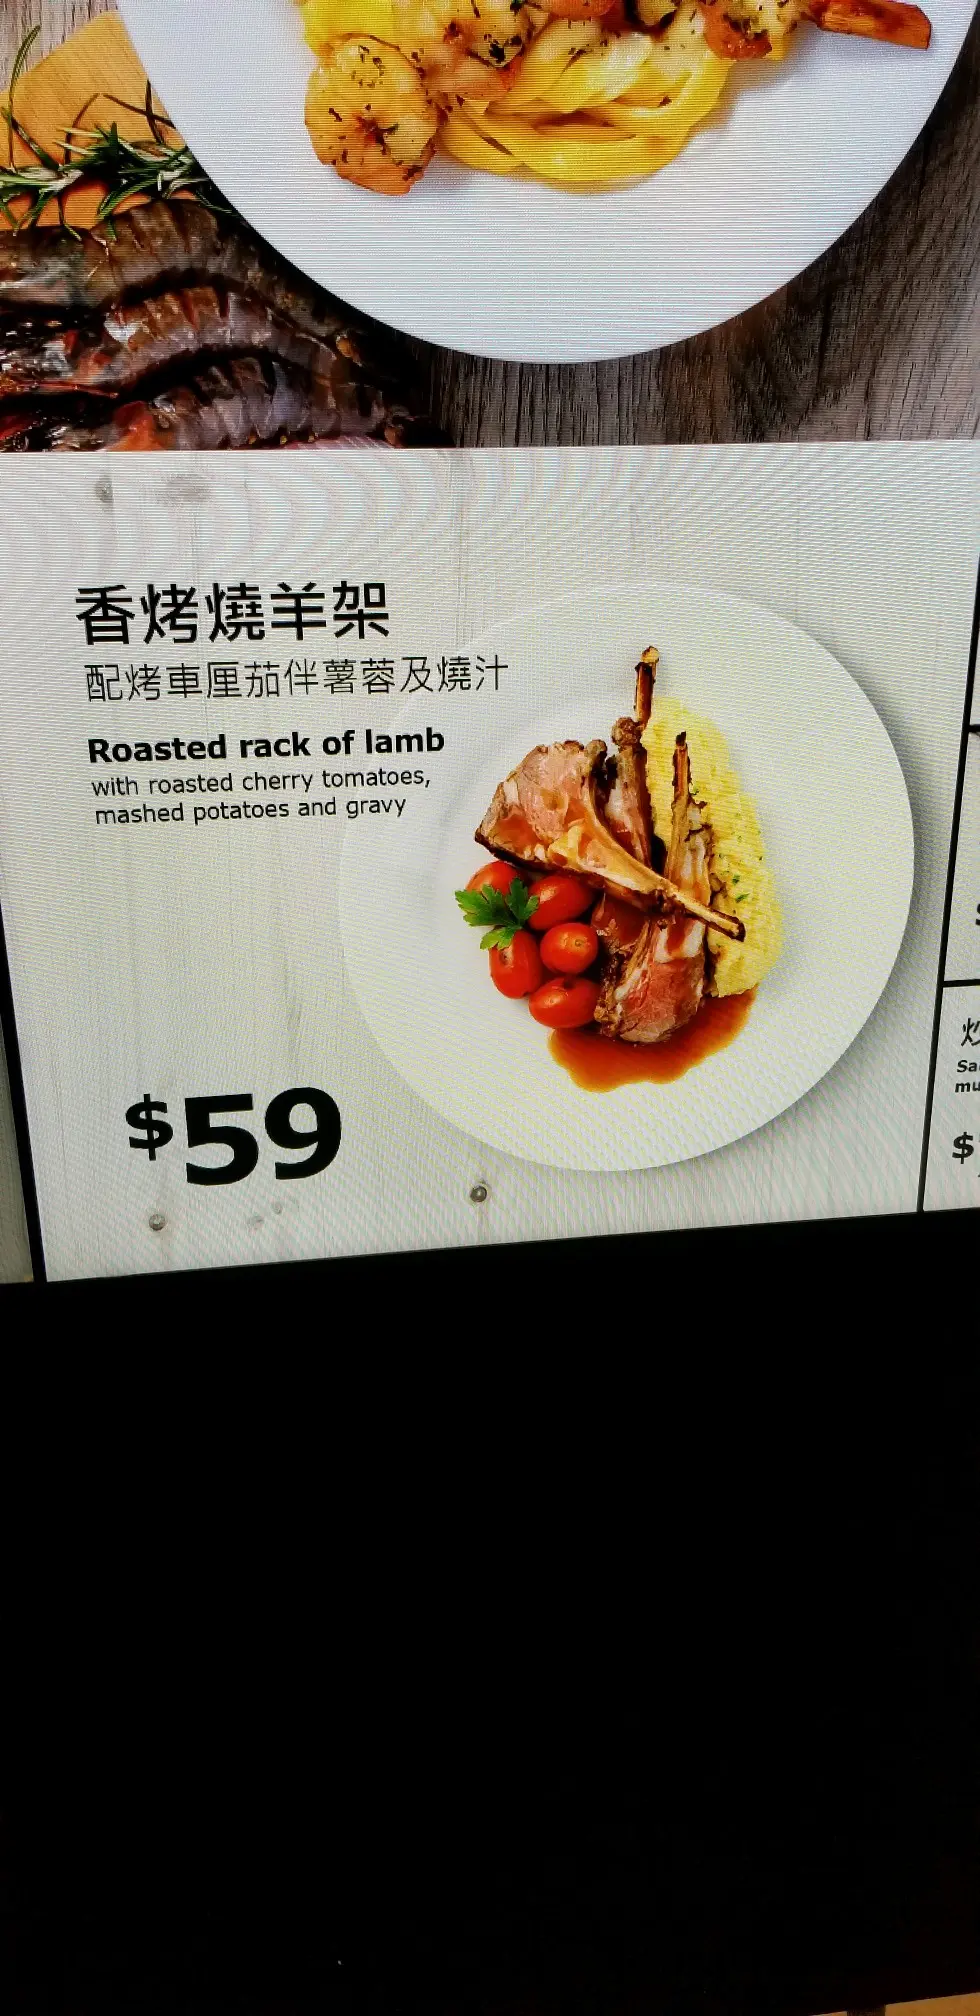 香烤燒羊架
配烤車厘茄伴薯蓉及燒汁
Roasted rack of lamb
with roasted cherry tomatoes,
mashed potatoes and gravy
$59
炒
$